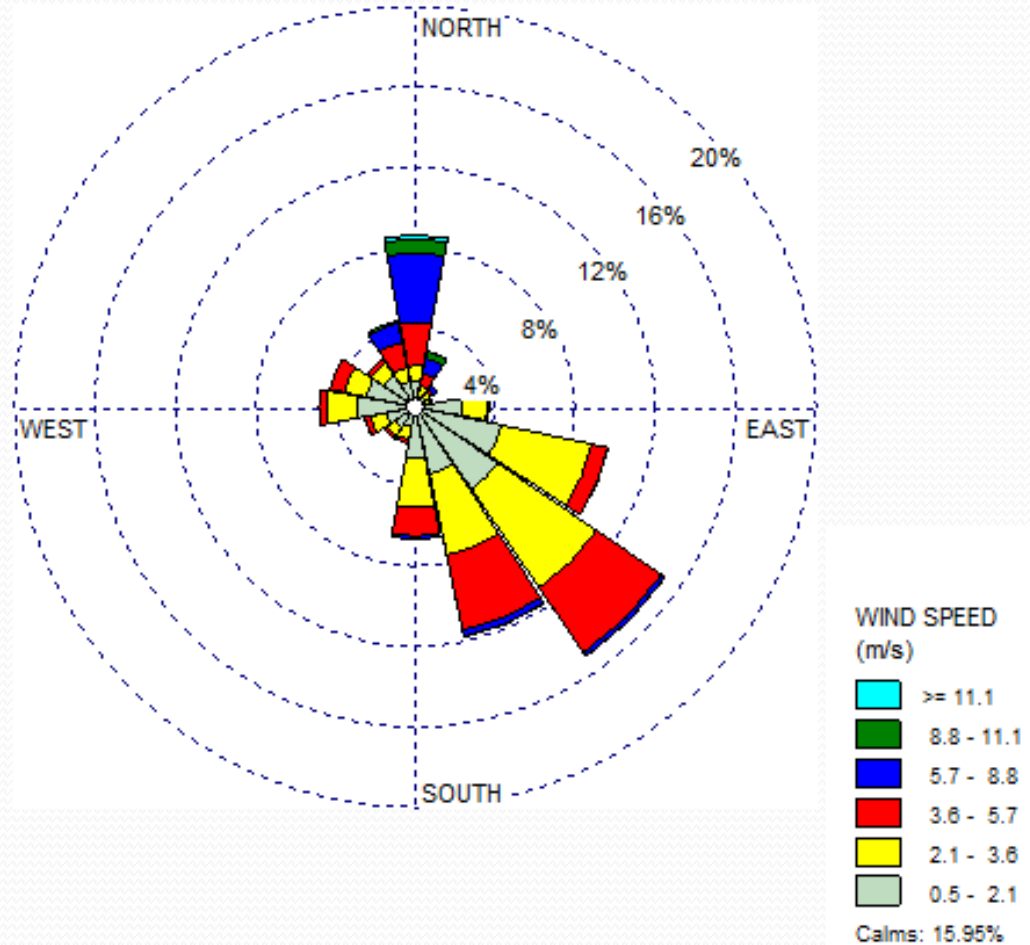 NORTH
20%
16%
12%
8%
4%
WEST
EAST
SOUTH
WIND SPEED
(m/s)
>= 11.1
8.8 - 11.1
5.7 - 8.8
3.6 - 5.7
2.1 - 3.6
0.5 - 2.1
Calms: 15.95%